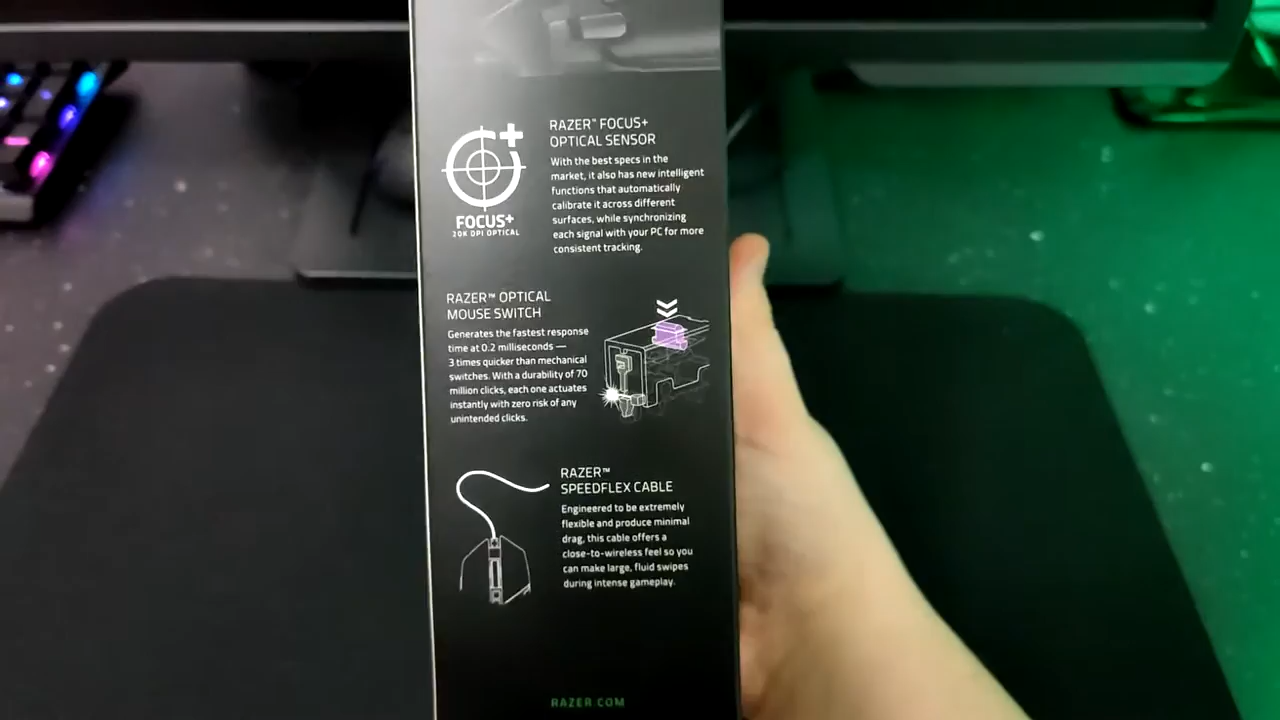 RAZER™ FOCUS+
OPTICAL SENSOR
With the best specs in the
market, it also has new intelligent
functions that automatically
calibrate it across different
surfaces, while synchronizing
each signal with your PC for more
consistent tracking.
FOCUS+
20K DPI OPTICAL
RAZER™ OPTICAL
MOUSE SWITCH
Generates the fastest response
time at 0.2 milliseconds —
3 times quicker than mechanical
switches. With a durability of 70
million clicks, each one actuates
instantly with zero risk of any
unintended clicks.
RAZER™
SPEEDFLEX CABLE
Engineered to be extremely
flexible and produce minimal
drag, this cable offers a
close-to-wireless feel so you
can make large, fluid swipes
during intense gameplay.
RAZER.COM